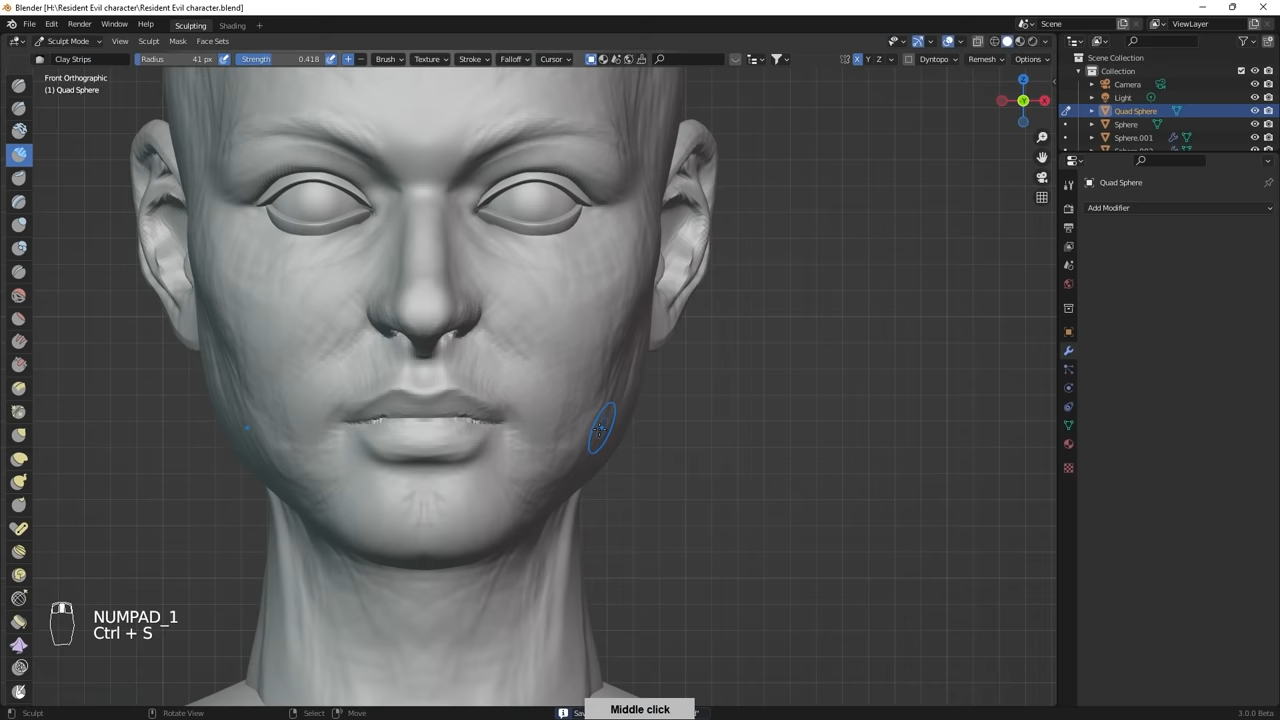 Blender [H:\Resident Evil character\Resident Evil character.blend]
File Edit Render Window Help Sculpting Shading + Scene ViewLayer
Sculpt Mode View Sculpt Mask Face Sets
Clay Strips Radius 41 px Strength 0.418 + - Brush Texture Stroke Falloff Cursor X Y Z Dyntopo Remesh Options
Front Orthographic
(1) Quad Sphere
Scene Collection
Collection
Camera
Light
Quad Sphere
Sphere
Sphere.001
Quad Sphere
Add Modifier
Z
Y
X
NUMPAD_1
Ctrl + S
Middle click
Sculpt Rotate View Select Move 3.0.0 Beta